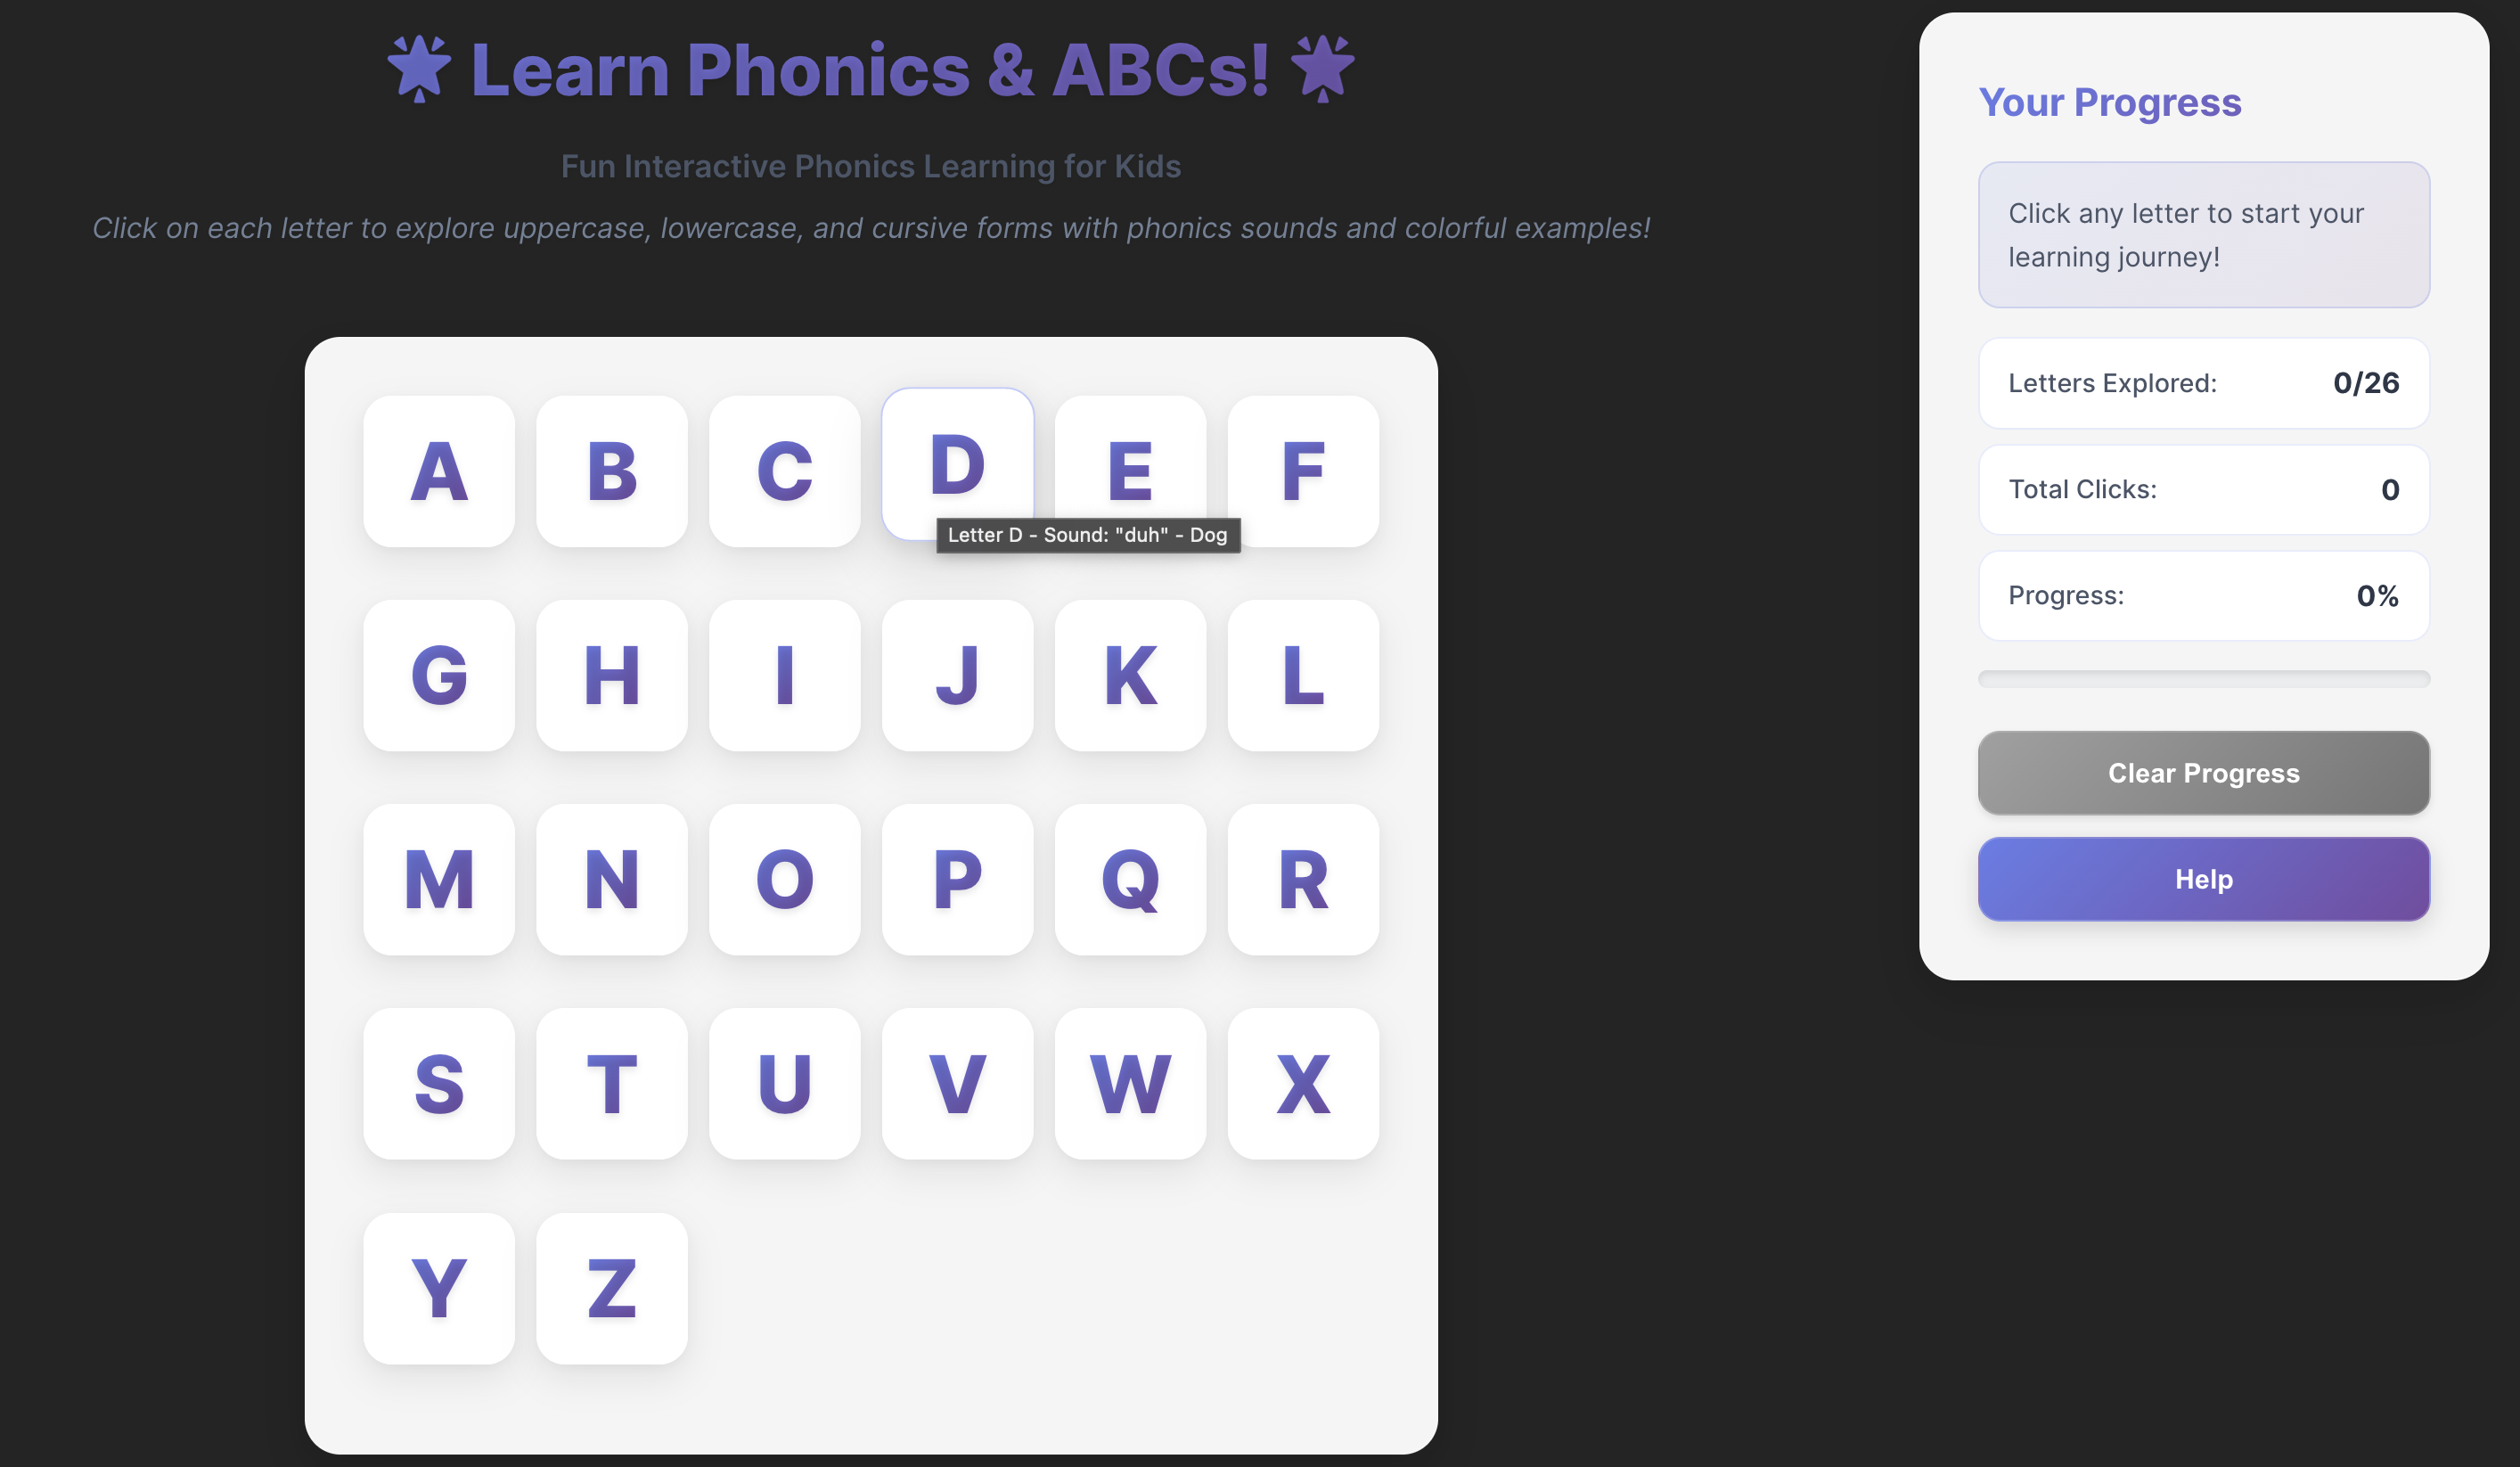 🌟 Learn Phonics & ABCs! 🌟
Fun Interactive Phonics Learning for Kids
Click on each letter to explore uppercase, lowercase, and cursive forms with phonics sounds and colorful examples!
A B C D E F
Letter D - Sound: "duh" - Dog
G H I J K L
M N O P Q R
S T U V W X
Y Z
Your Progress
Click any letter to start your
learning journey!
Letters Explored: 0/26
Total Clicks: 0
Progress: 0%
Clear Progress
Help